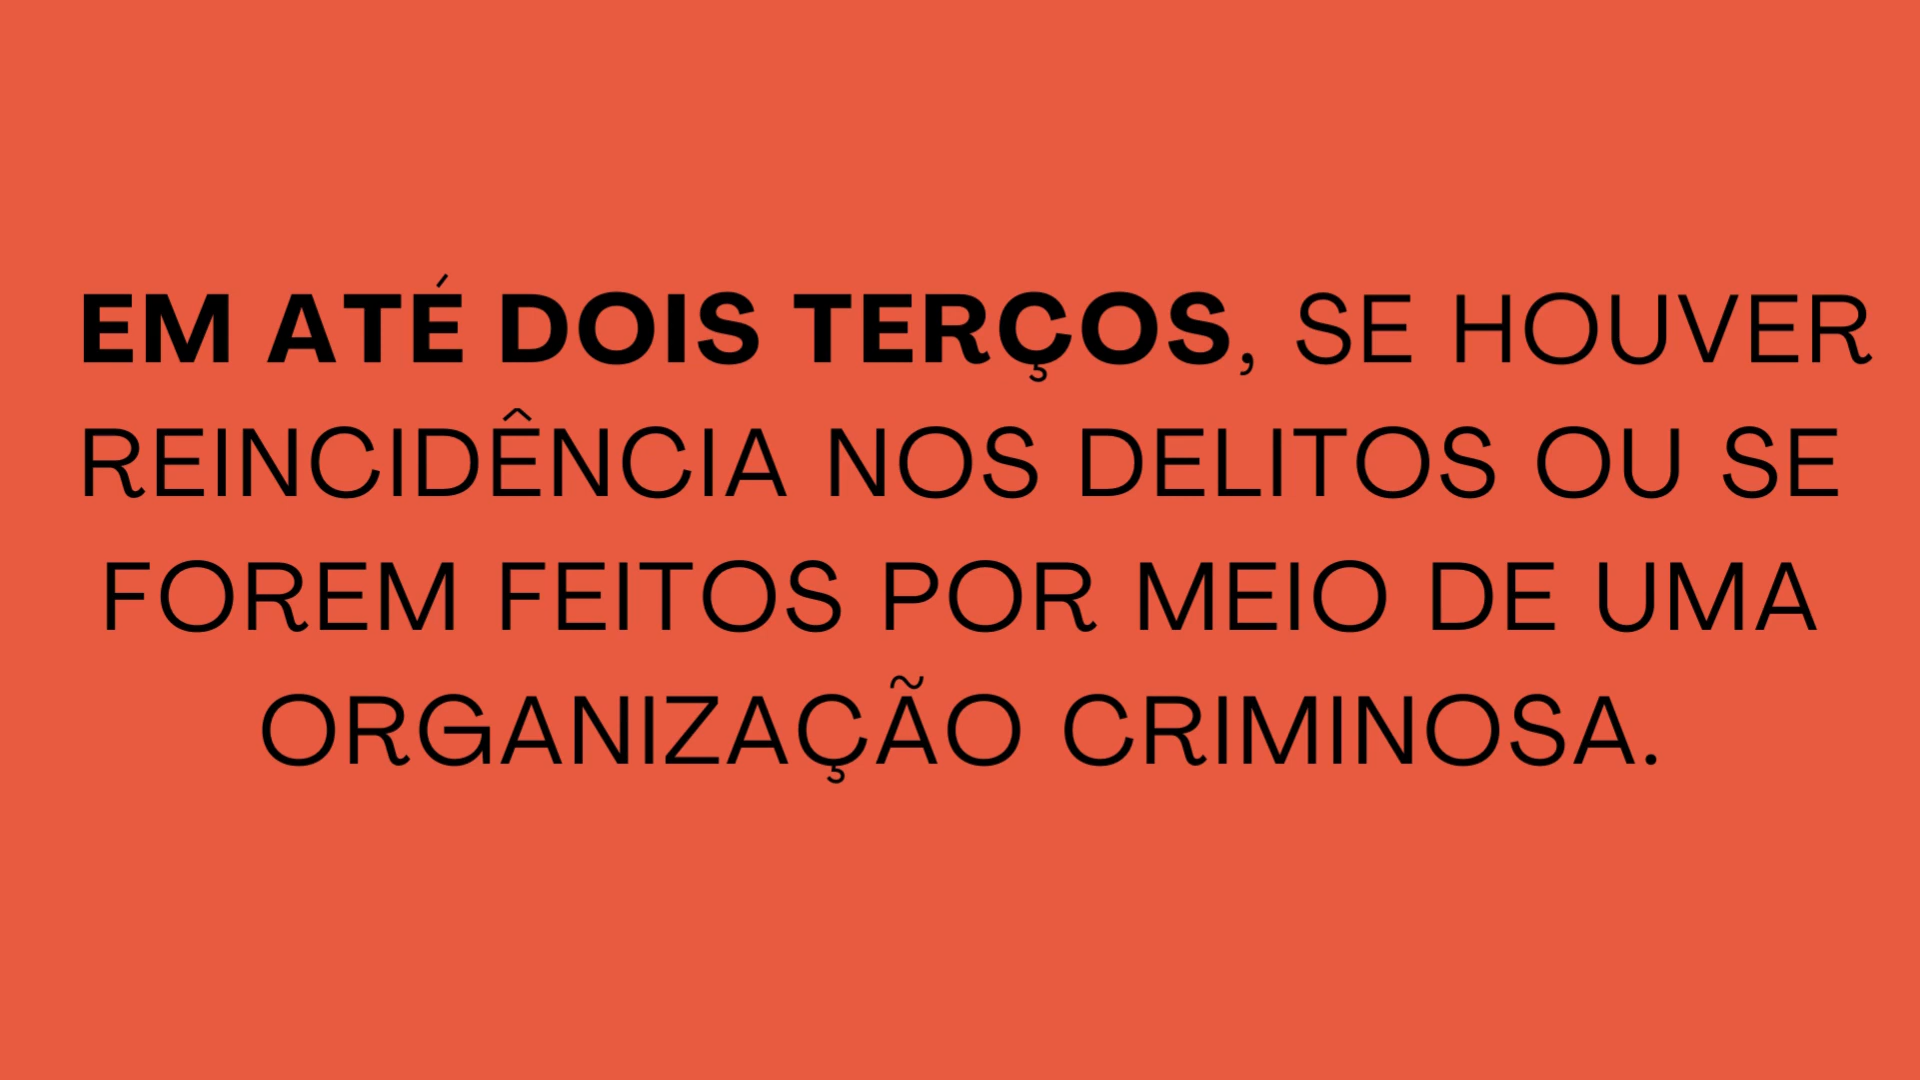 EM ATÉ DOIS TERÇOS, SE HOUVER
REINCIDÊNCIA NOS DELITOS OU SE
FOREM FEITOS POR MEIO DE UMA
ORGANIZAÇÃO CRIMINOSA.